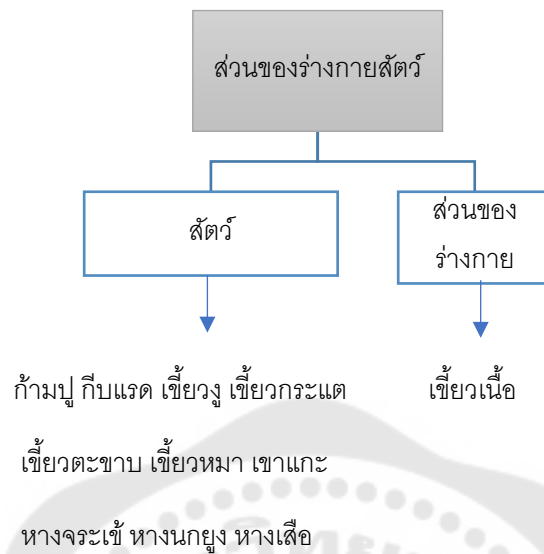 ส่วนของร่างกายสัตว์
สัตว์
ส่วนของ
ร่างกาย
ก้ามปู กีบแรด เขี้ยวงู เขี้ยวกระแต
เขี้ยวตะขาบ เขี้ยวหมา เขาแกะ
หางจระเข้ หางนกยูง หางเสือ
เขี้ยวเนื้อ